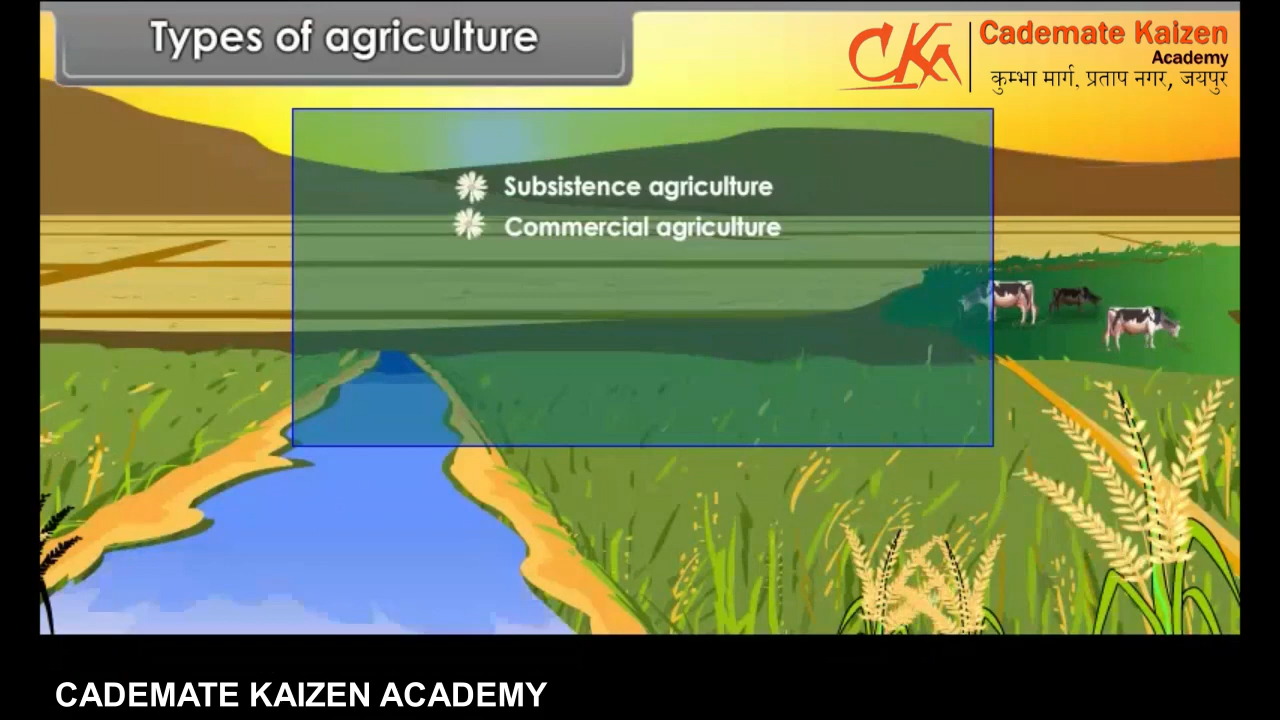 Types of agriculture
CKA
Cademate Kaizen
Academy
कुम्भा मार्ग, प्रताप नगर, जयपुर
Subsistence agriculture
Commercial agriculture
CADEMATE KAIZEN ACADEMY